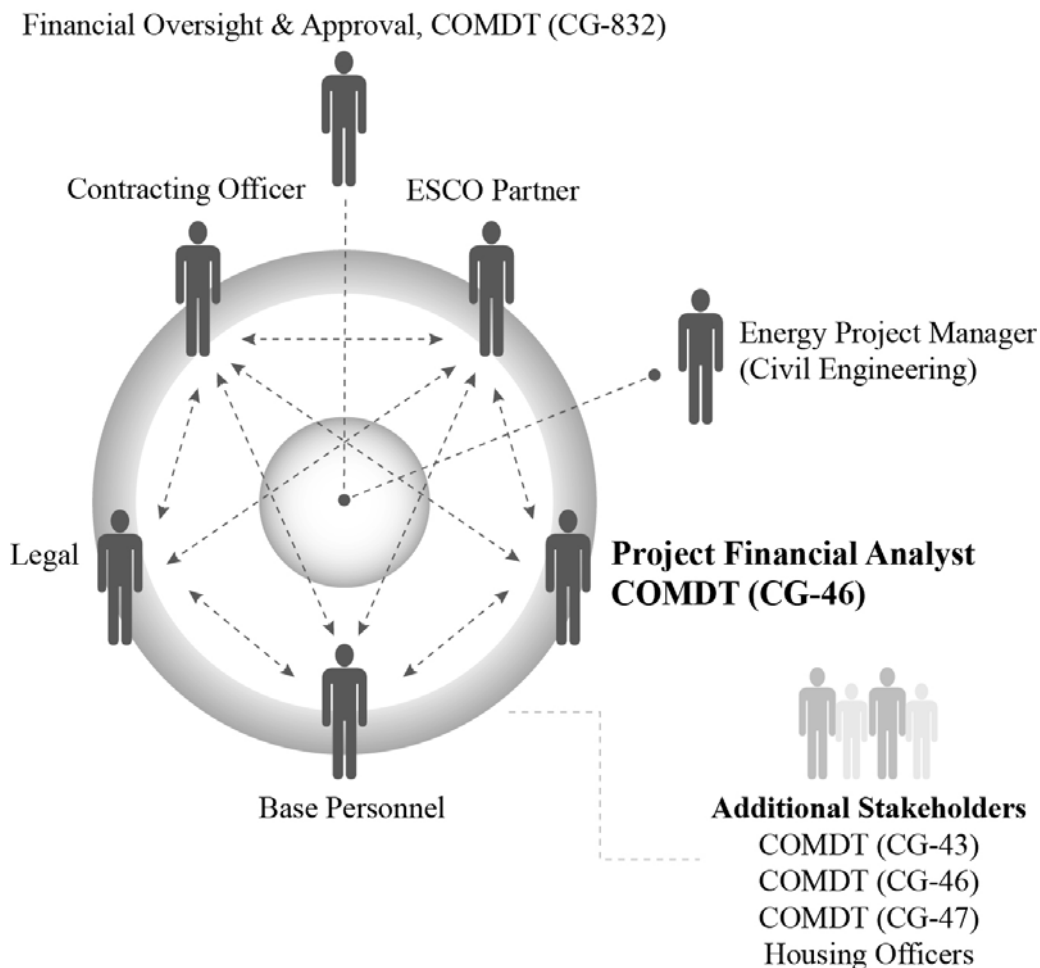 Financial Oversight & Approval, COMDT (CG-832)
Contracting Officer
ESCO Partner
Energy Project Manager
(Civil Engineering)
Legal
Project Financial Analyst
COMDT (CG-46)
Base Personnel
Additional Stakeholders
COMDT (CG-43)
COMDT (CG-46)
COMDT (CG-47)
Housing Officers